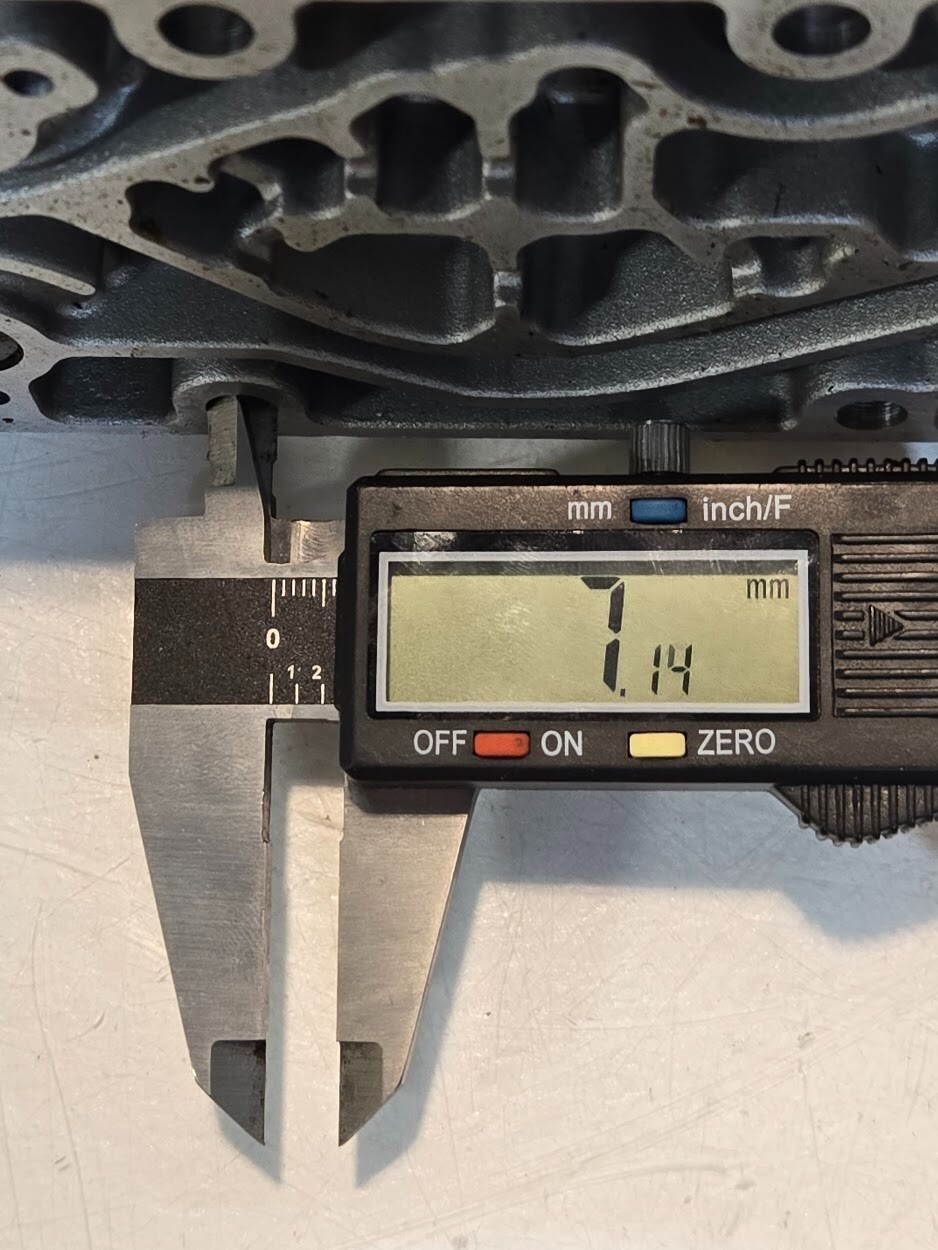 mm inch/F
mm
7.14
0
1 2
OFF ON ZERO